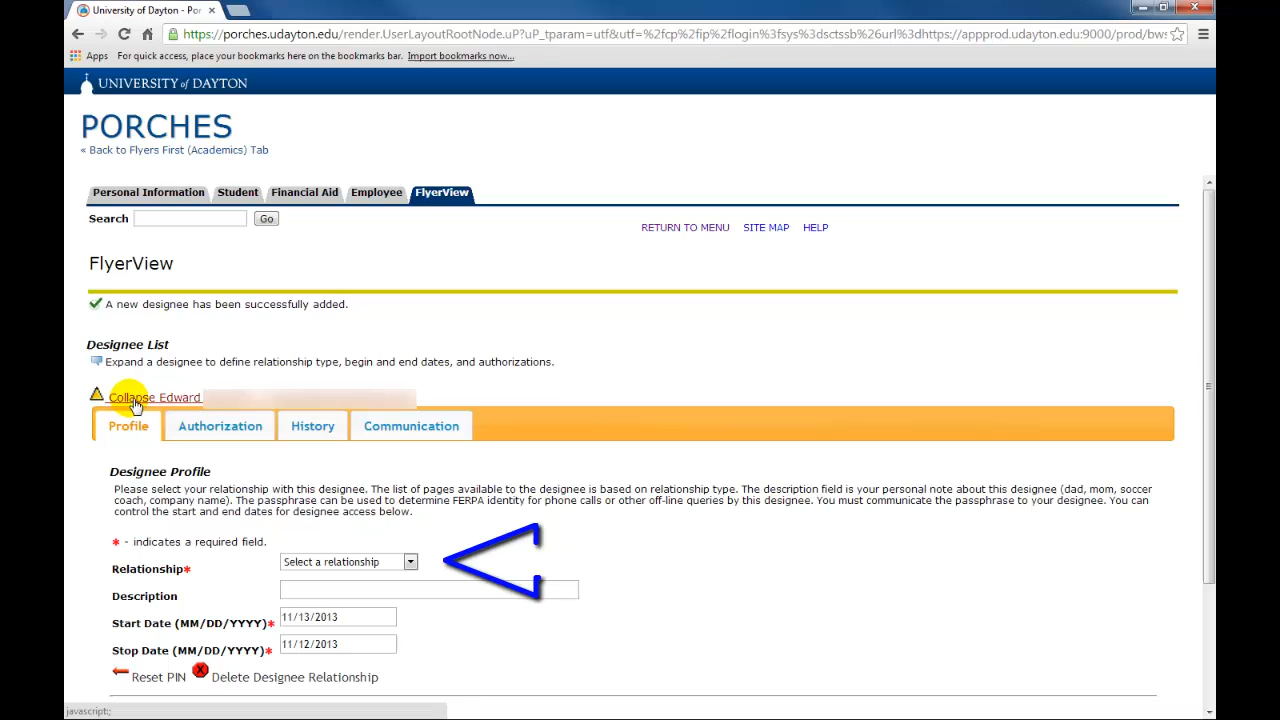 University of Dayton - Por
https://porches.udayton.edu/render.UserLayoutRootNode.uP?uP_tparam=utf&utf=%2fcp%2fip%2flogin%3fsys%3dsctssb%26url%3dhttps://appprod.udayton.edu:9000/prod/bws
Apps For quick access, place your bookmarks here on the bookmarks bar. Import bookmarks now...
UNIVERSITY of DAYTON
PORCHES
« Back to Flyers First (Academics) Tab
Personal Information Student Financial Aid Employee FlyerView
Search Go
RETURN TO MENU SITE MAP HELP
FlyerView
A new designee has been successfully added.
Designee List
Expand a designee to define relationship type, begin and end dates, and authorizations.
Collapse Edward
Profile Authorization History Communication
Designee Profile
Please select your relationship with this designee. The list of pages available to the designee is based on relationship type. The description field is your personal note about this designee (dad, mom, soccer
coach, company name). The passphrase can be used to determine FERPA identity for phone calls or other off-line queries by this designee. You must communicate the passphrase to your designee. You can
control the start and end dates for designee access below.
* - indicates a required field.
Relationship* Select a relationship
Description
Start Date (MM/DD/YYYY)* 11/13/2013
Stop Date (MM/DD/YYYY)* 11/12/2013
Reset PIN X Delete Designee Relationship
javascript:;